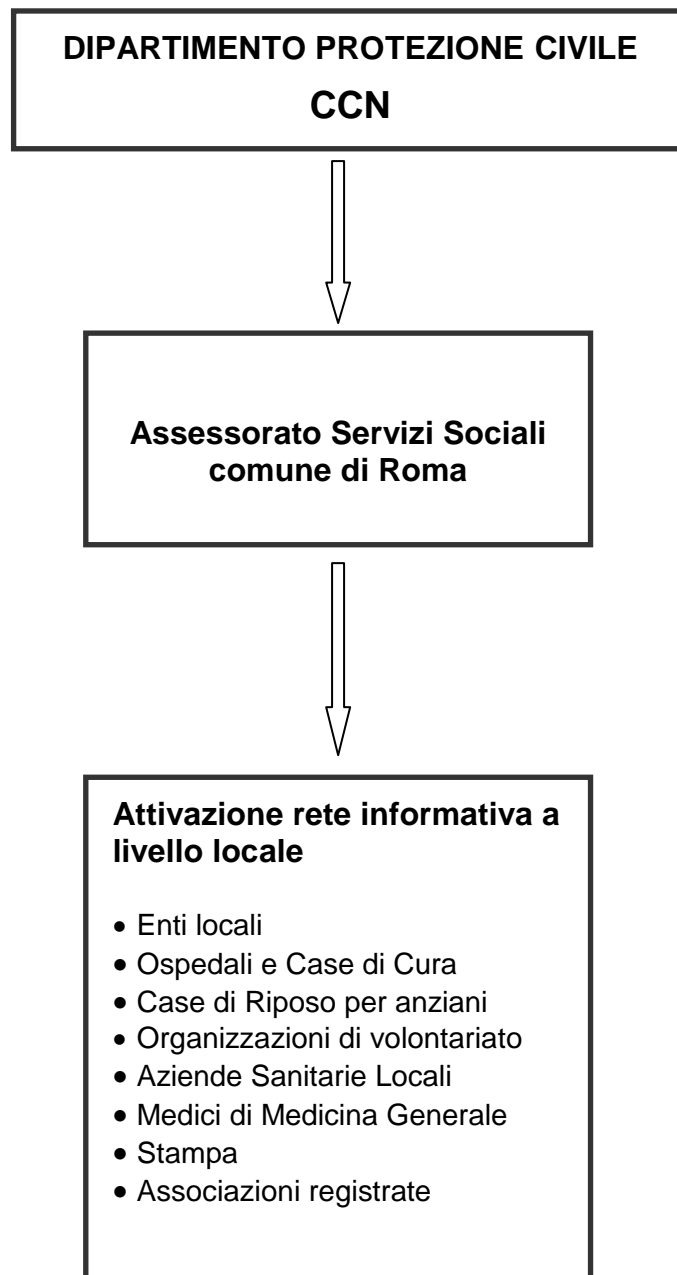 DIPARTIMENTO PROTEZIONE CIVILE
CCN
Assessorato Servizi Sociali
comune di Roma
Attivazione rete informativa a
livello locale
• Enti locali
• Ospedali e Case di Cura
• Case di Riposo per anziani
• Organizzazioni di volontariato
• Aziende Sanitarie Locali
• Medici di Medicina Generale
• Stampa
• Associazioni registrate